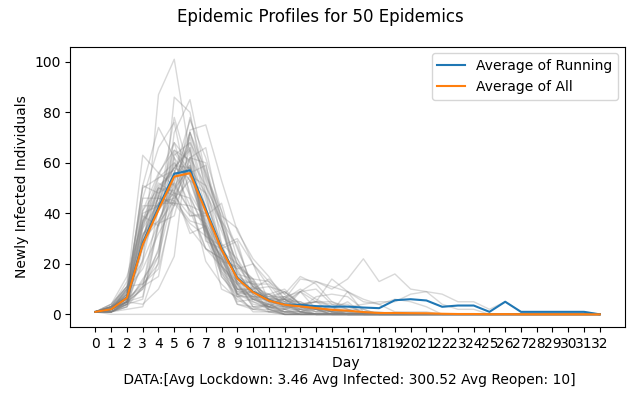 Epidemic Profiles for 50 Epidemics
100
80
60
40
20
0
Newly Infected Individuals
Average of Running
Average of All
0 1 2 3 4 5 6 7 8 9 10 11 12 13 14 15 16 17 18 19 20 21 22 23 24 25 26 27 28 29 30 31 32
Day
DATA:[Avg Lockdown: 3.46 Avg Infected: 300.52 Avg Reopen: 10]